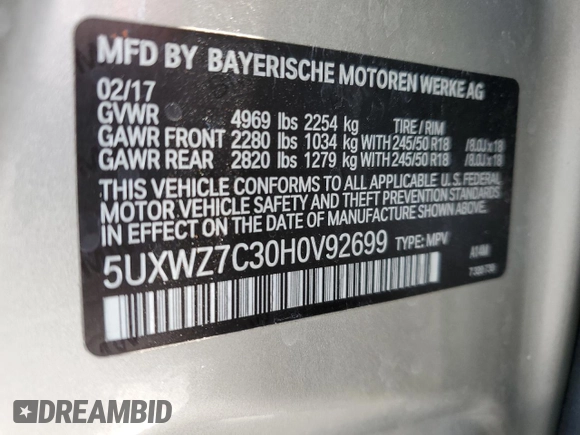 MFD BY BAYERISCHE MOTOREN WERKE AG
02/17
GVWR 4969 lbs 2254 kg TIRE / RIM
GAWR FRONT 2280 lbs 1034 kg WITH 245/50 R18 /8.0J x 18
GAWR REAR 2820 lbs 1279 kg WITH 245/50 R18 /8.0J x 18
THIS VEHICLE CONFORMS TO ALL APPLICABLE U.S. FEDERAL
MOTOR VEHICLE SAFETY AND THEFT PREVENTION STANDARDS
IN EFFECT ON THE DATE OF MANUFACTURE SHOWN ABOVE.
5UXWZ7C30H0V92699 TYPE: MPV
DREAMBID